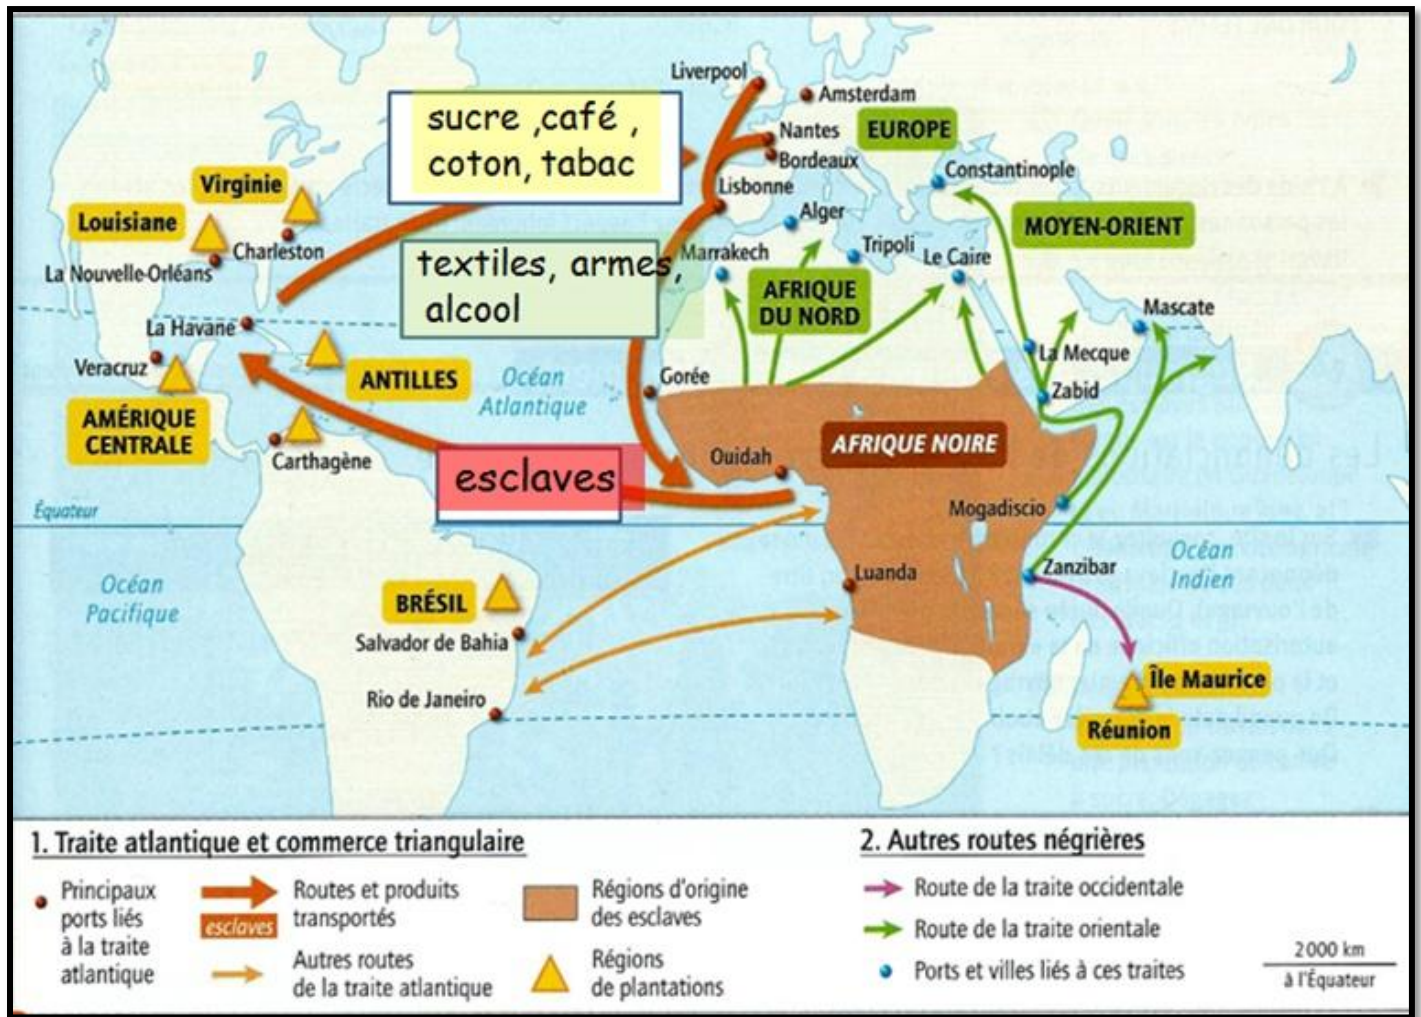 Liverpool
Amsterdam
sucre ,café ,
coton, tabac
Nantes
EUROPE
Bordeaux
Constantinople
Virginie
Lisbonne
Louisiane
Alger
MOYEN-ORIENT
Charleston
Marrakech
Tripoli
Le Caire
La Nouvelle-Orléans
textiles, armes,
alcool
AFRIQUE
DU NORD
Mascate
La Havane
La Mecque
Veracruz
ANTILLES
Océan
Atlantique
Gorée
Zabid
AMÉRIQUE
CENTRALE
AFRIQUE NOIRE
Carthagène
Ouidah
esclaves
Équateur
Mogadiscio
Océan
Indien
Océan
Pacifique
Luanda
Zanzibar
BRÉSIL
Salvador de Bahia
Île Maurice
Rio de Janeiro
Réunion
1. Traite atlantique et commerce triangulaire
Principaux
ports liés
à la traite
atlantique
Routes et produits
transportés
esclaves
Autres routes
de la traite atlantique
Régions d'origine
des esclaves
Régions
de plantations
2. Autres routes négrières
Route de la traite occidentale
Route de la traite orientale
Ports et villes liés à ces traites
2 000 km
à l'Équateur